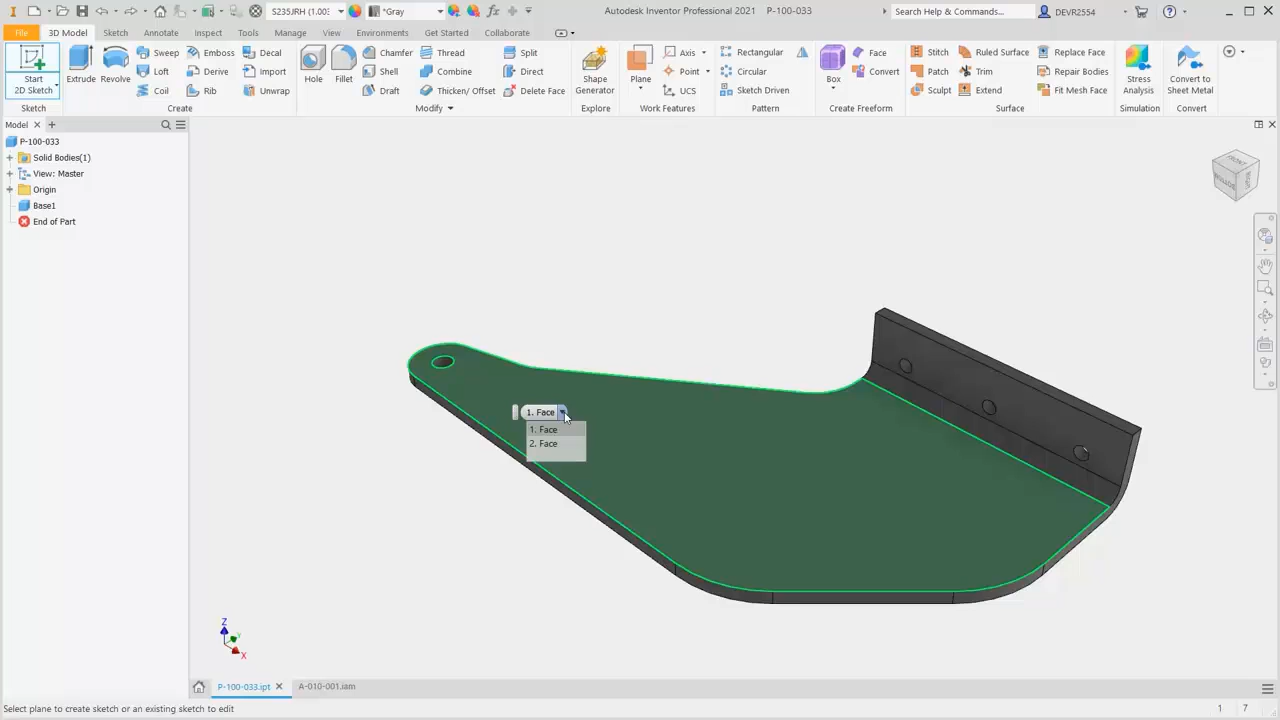 S235JRH (1.003
*Gray
Autodesk Inventor Professional 2021 P-100-033
Search Help & Commands...
DEVR2554
File 3D Model Sketch Annotate Inspect Tools Manage View Environments Get Started Collaborate
Start 2D Sketch
Extrude
Revolve
Sweep Emboss Decal
Loft Derive Import
Coil Rib Unwrap
Hole
Fillet
Chamfer Thread Split
Shell Combine Direct
Draft Thicken/ Offset Delete Face
Shape Generator
Plane
Axis
Point
UCS
Rectangular
Circular
Sketch Driven
Box
Face
Convert
Stitch Ruled Surface Replace Face
Patch Trim Repair Bodies
Sculpt Extend Fit Mesh Face
Stress Analysis
Convert to Sheet Metal
Sketch Create Modify Explore Work Features Pattern Create Freeform Surface Simulation Convert
Model
P-100-033
Solid Bodies(1)
View: Master
Origin
Base1
End of Part
1. Face
1. Face
2. Face
Z
Y
X
P-100-033.ipt A-010-001.iam
Select plane to create sketch or an existing sketch to edit
1 7